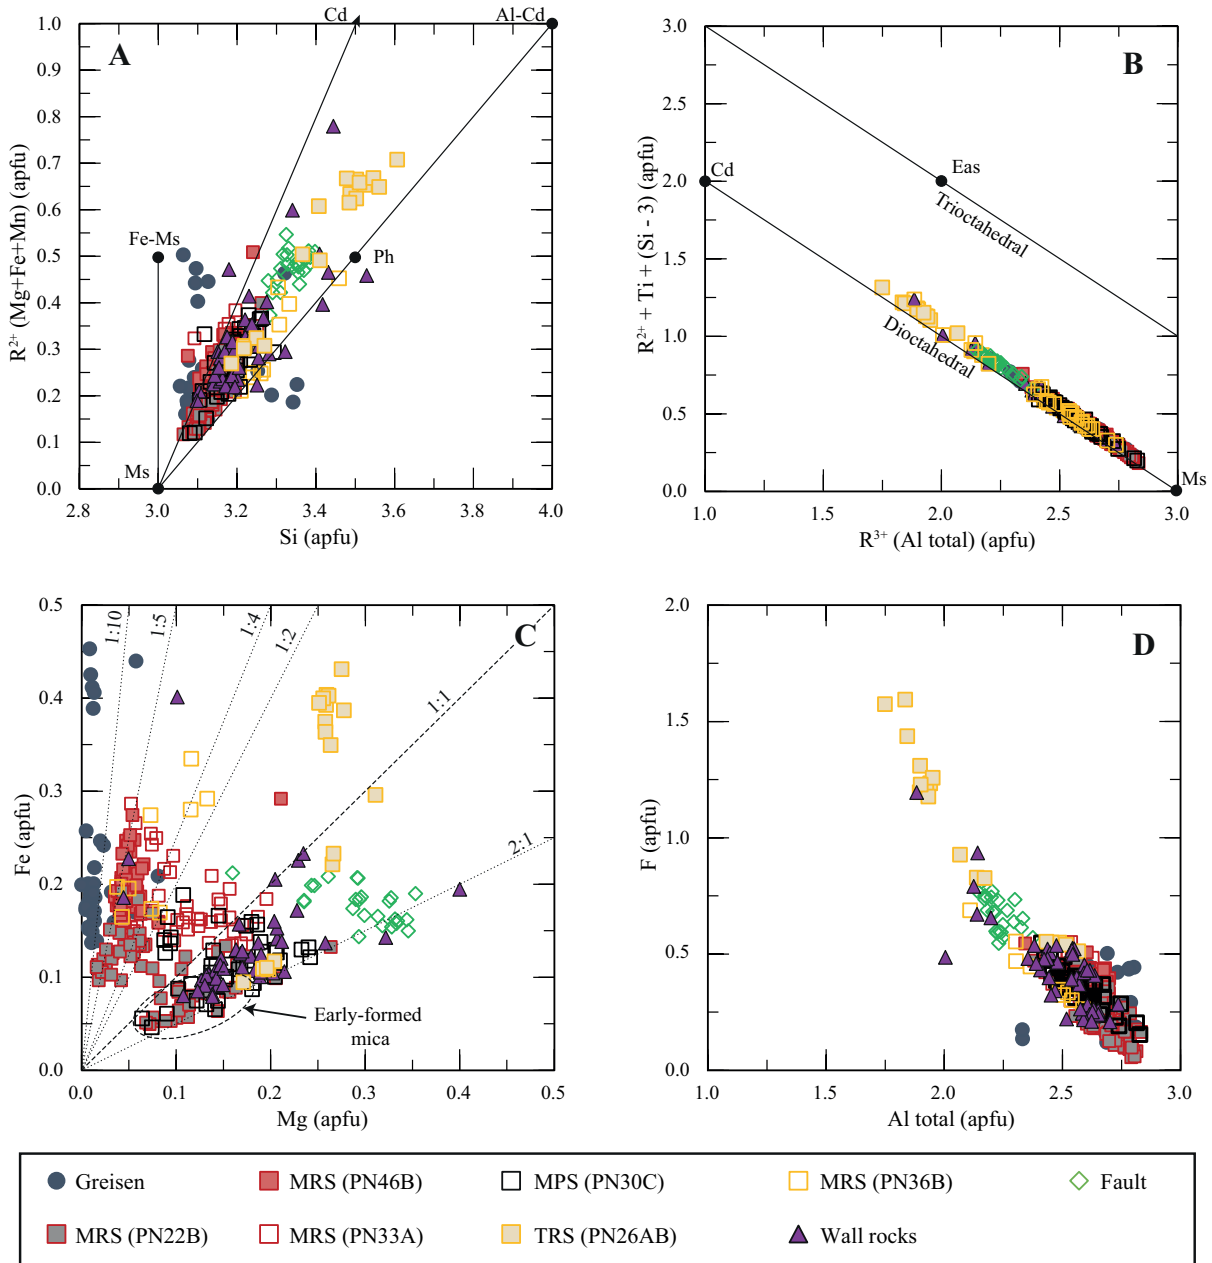 A
Cd
Al-Cd
Fe-Ms
Ph
Ms
1.0
0.9
0.8
0.7
0.6
0.5
0.4
0.3
0.2
0.1
0.0
2.8 3.0 3.2 3.4 3.6 3.8 4.0
R²⁺ (Mg+Fe+Mn) (apfu)
Si (apfu)
B
Cd
Eas
Trioctahedral
Dioctahedral
Ms
3.0
2.5
2.0
1.5
1.0
0.5
0.0
1.0 1.5 2.0 2.5 3.0
R²⁺ + Ti + (Si - 3) (apfu)
R³⁺ (Al total) (apfu)
C
1:10
1:5
1:4
1:2
1:1
2:1
Early-formed
mica
0.5
0.4
0.3
0.2
0.1
0.0
0.0 0.1 0.2 0.3 0.4 0.5
Fe (apfu)
Mg (apfu)
D
2.0
1.5
1.0
0.5
0.0
1.0 1.5 2.0 2.5 3.0
F (apfu)
Al total (apfu)
Greisen MRS (PN46B) MPS (PN30C) MRS (PN36B) Fault
MRS (PN22B) MRS (PN33A) TRS (PN26AB) Wall rocks